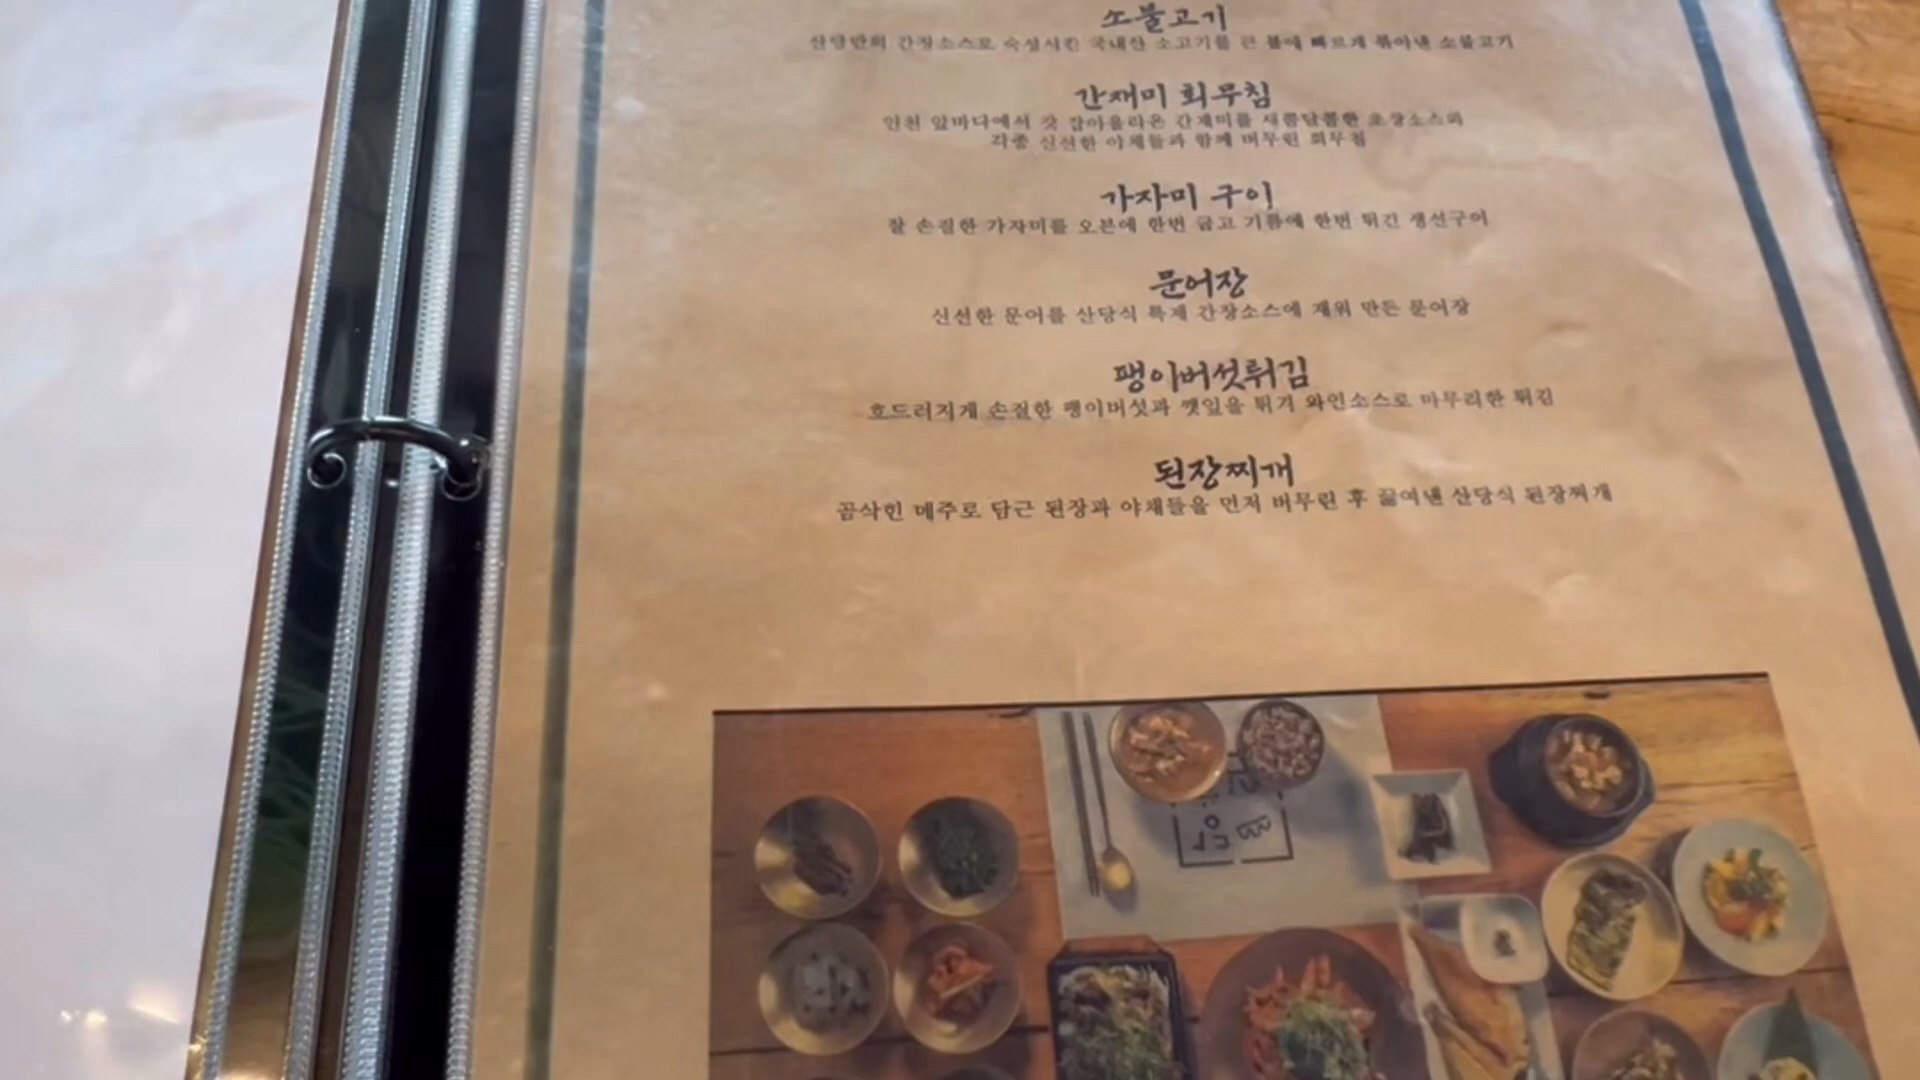 소불고기
산당만의 간장소스로 숙성시킨 국내산 소고기를 큰 불에 빠르게 볶아낸 소불고기
간재미 회무침
인천 앞바다에서 갓 잡아올라온 간재미를 새콤달콤한 초장소스와
각종 신선한 야채들과 함께 버무린 회무침
가자미 구이
잘 손질한 가자미를 오븐에 한번 굽고 기름에 한번 튀긴 생선구이
문어장
신선한 문어를 산당식 특제 간장소스에 재워 만든 문어장
팽이버섯튀김
흐드러지게 손질한 팽이버섯과 깻잎을 튀겨 와인소스로 마무리한 튀김
된장찌개
곰삭힌 메주로 담근 된장과 야채들을 먼저 버무린 후 끓여낸 산당식 된장찌개